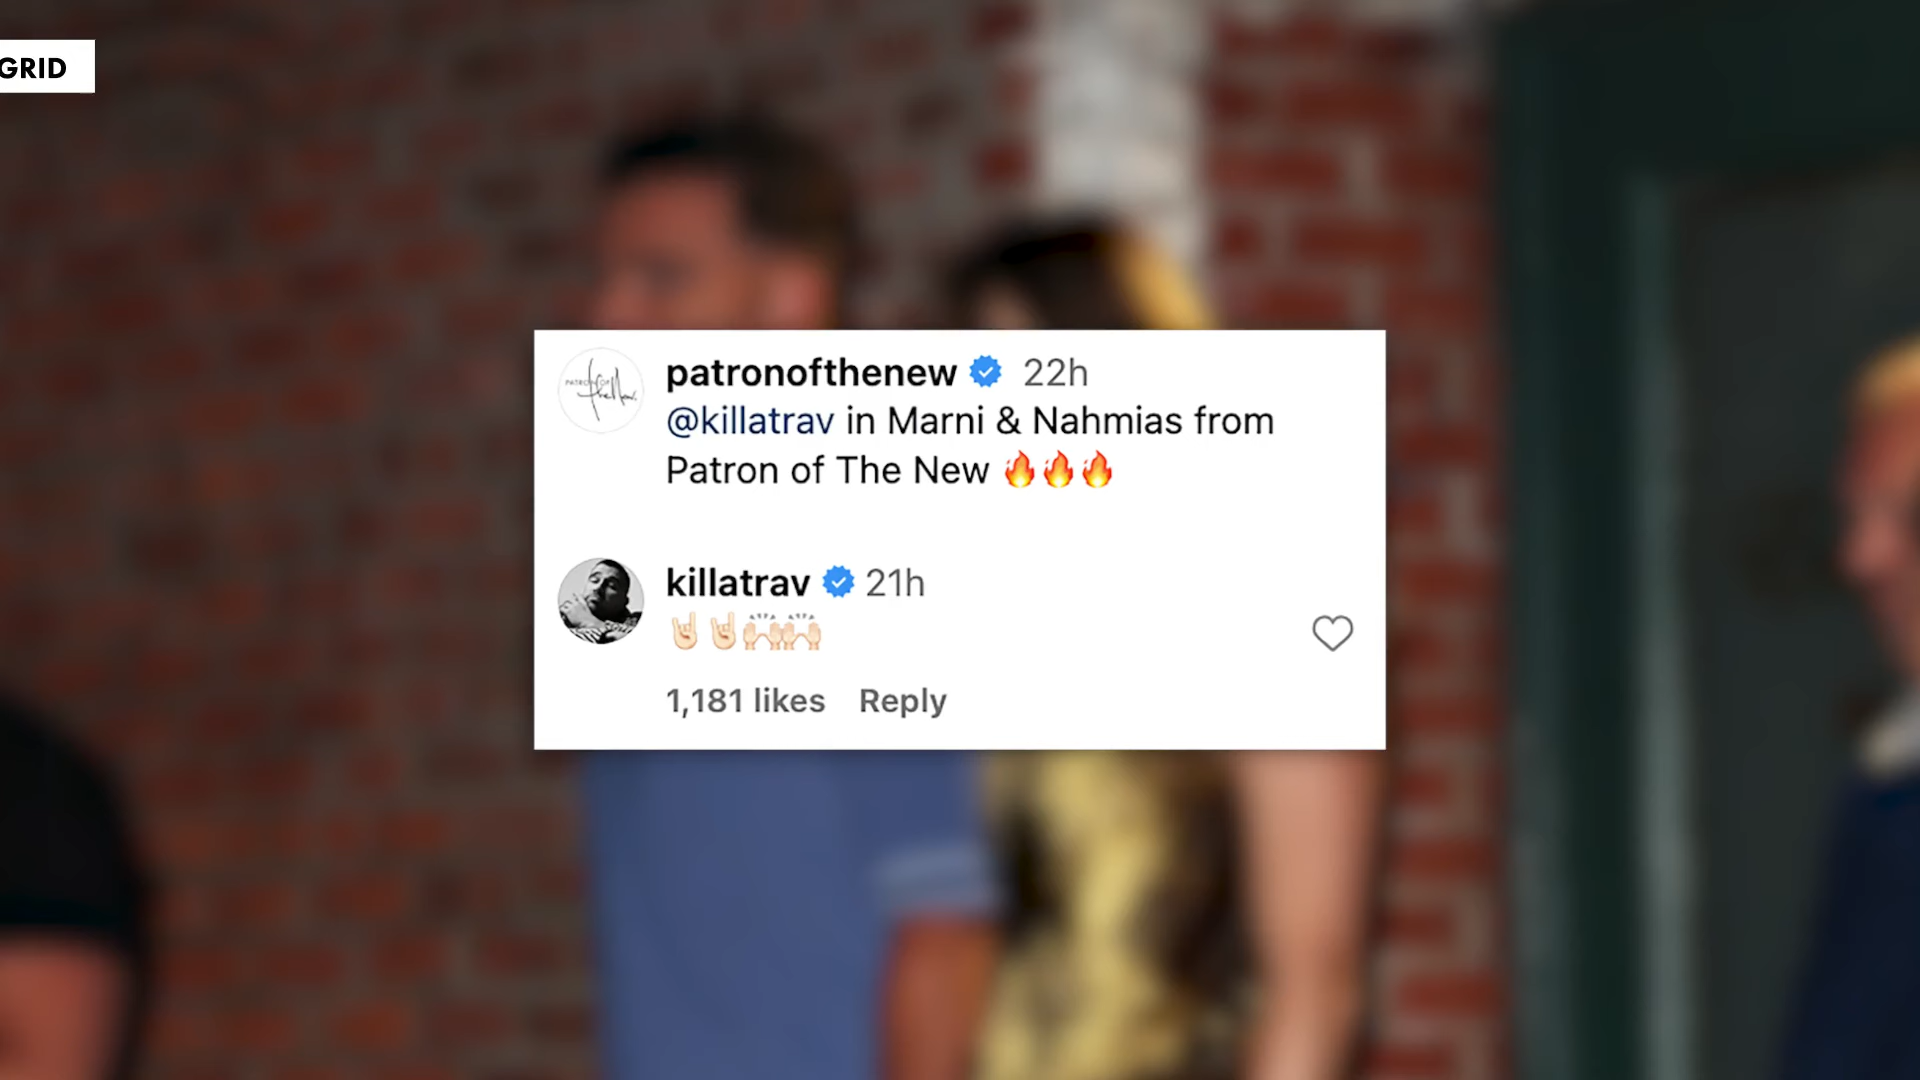 GRID
patronofthenew 22h
@killatrav in Marni & Nahmias from
Patron of The New 🔥🔥🔥
killatrav 21h
🤘🏻🤘🏻🙌🏻🙌🏻
1,181 likes Reply